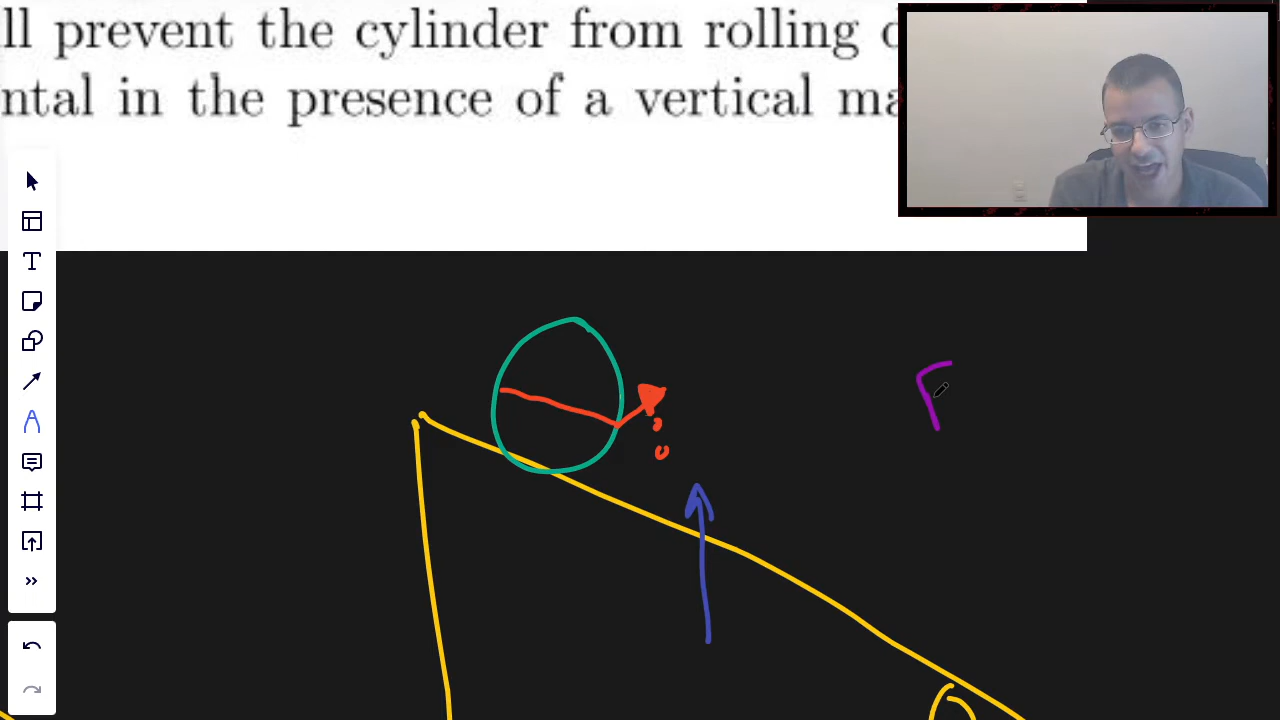 ll prevent the cylinder from rolling
ntal in the presence of a vertical ma